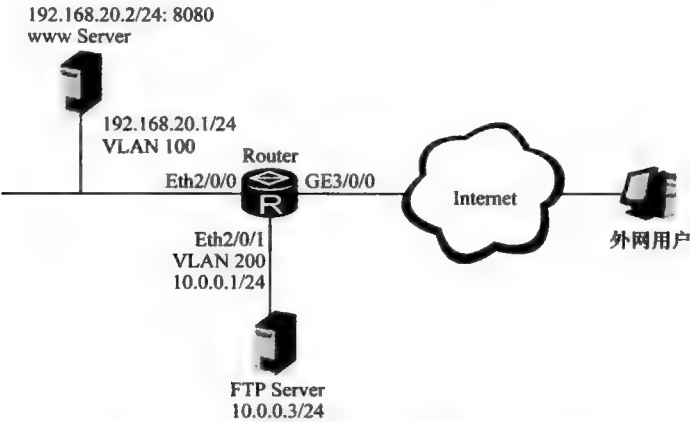 192.168.20.2/24: 8080
www Server
192.168.20.1/24
VLAN 100
Router
Eth2/0/0
GE3/0/0
R
Internet
外网用户
Eth2/0/1
VLAN 200
10.0.0.1/24
FTP Server
10.0.0.3/24